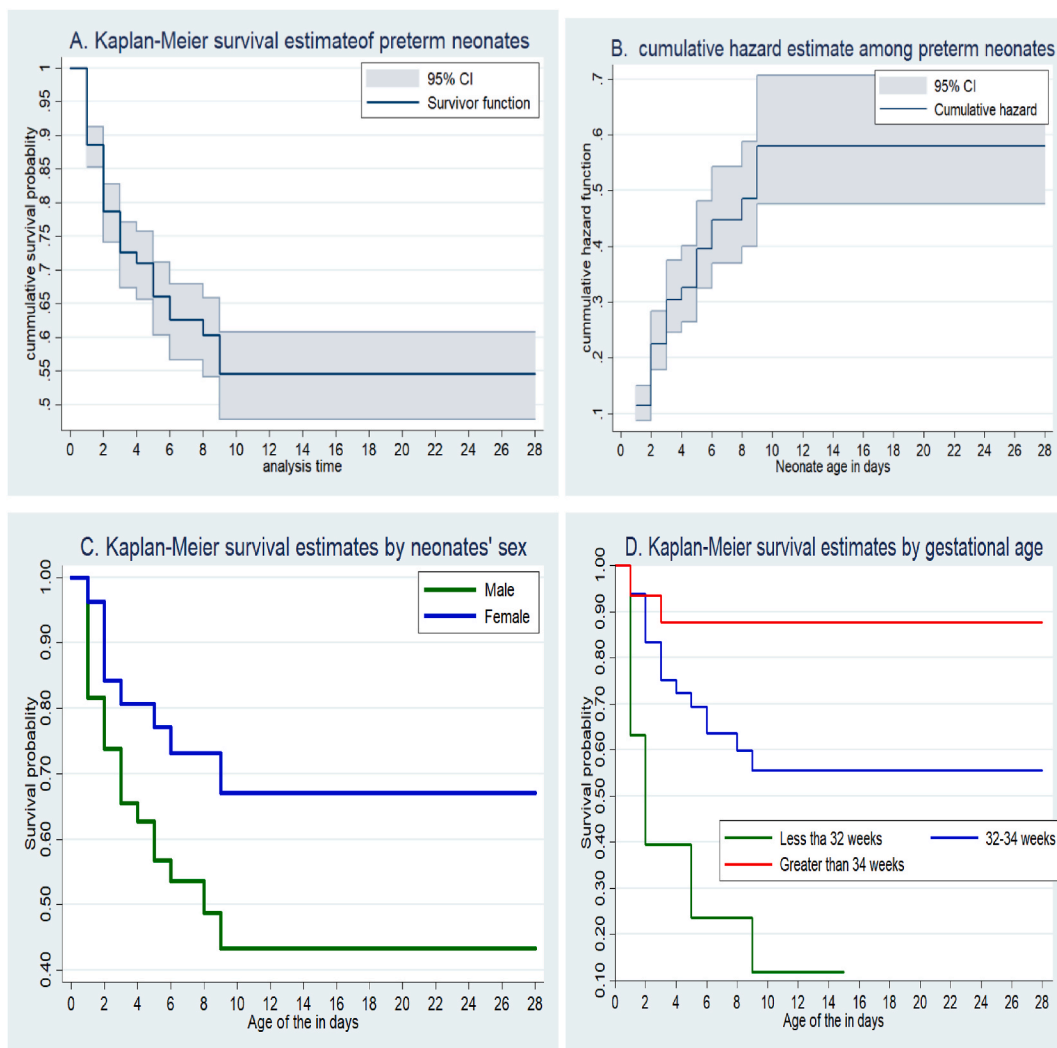 A. Kaplan-Meier survival estimateof preterm neonates
95% CI
Survivor function
cummulative survival probablity
1
.95
.9
.85
.8
.75
.7
.65
.6
.55
.5
0 2 4 6 8 10 12 14 16 18 20 22 24 26 28
analysis time
B. cumulative hazard estimate among preterm neonates
95% CI
Cumulative hazard
cummulative hazard function
.7
.6
.5
.4
.3
.2
.1
0 2 4 6 8 10 12 14 16 18 20 22 24 26 28
Neonate age in days
C. Kaplan-Meier survival estimates by neonates' sex
Male
Female
Survival probablity
1.00
0.90
0.80
0.70
0.60
0.50
0.40
0 2 4 6 8 10 12 14 16 18 20 22 24 26 28
Age of the in days
D. Kaplan-Meier survival estimates by gestational age
Survival probablity
1.00
0.90
0.80
0.70
0.60
0.50
0.40
0.30
0.20
0.10
Less tha 32 weeks 32-34 weeks
Greater than 34 weeks
0 2 4 6 8 10 12 14 16 18 20 22 24 26 28
Age of the in days